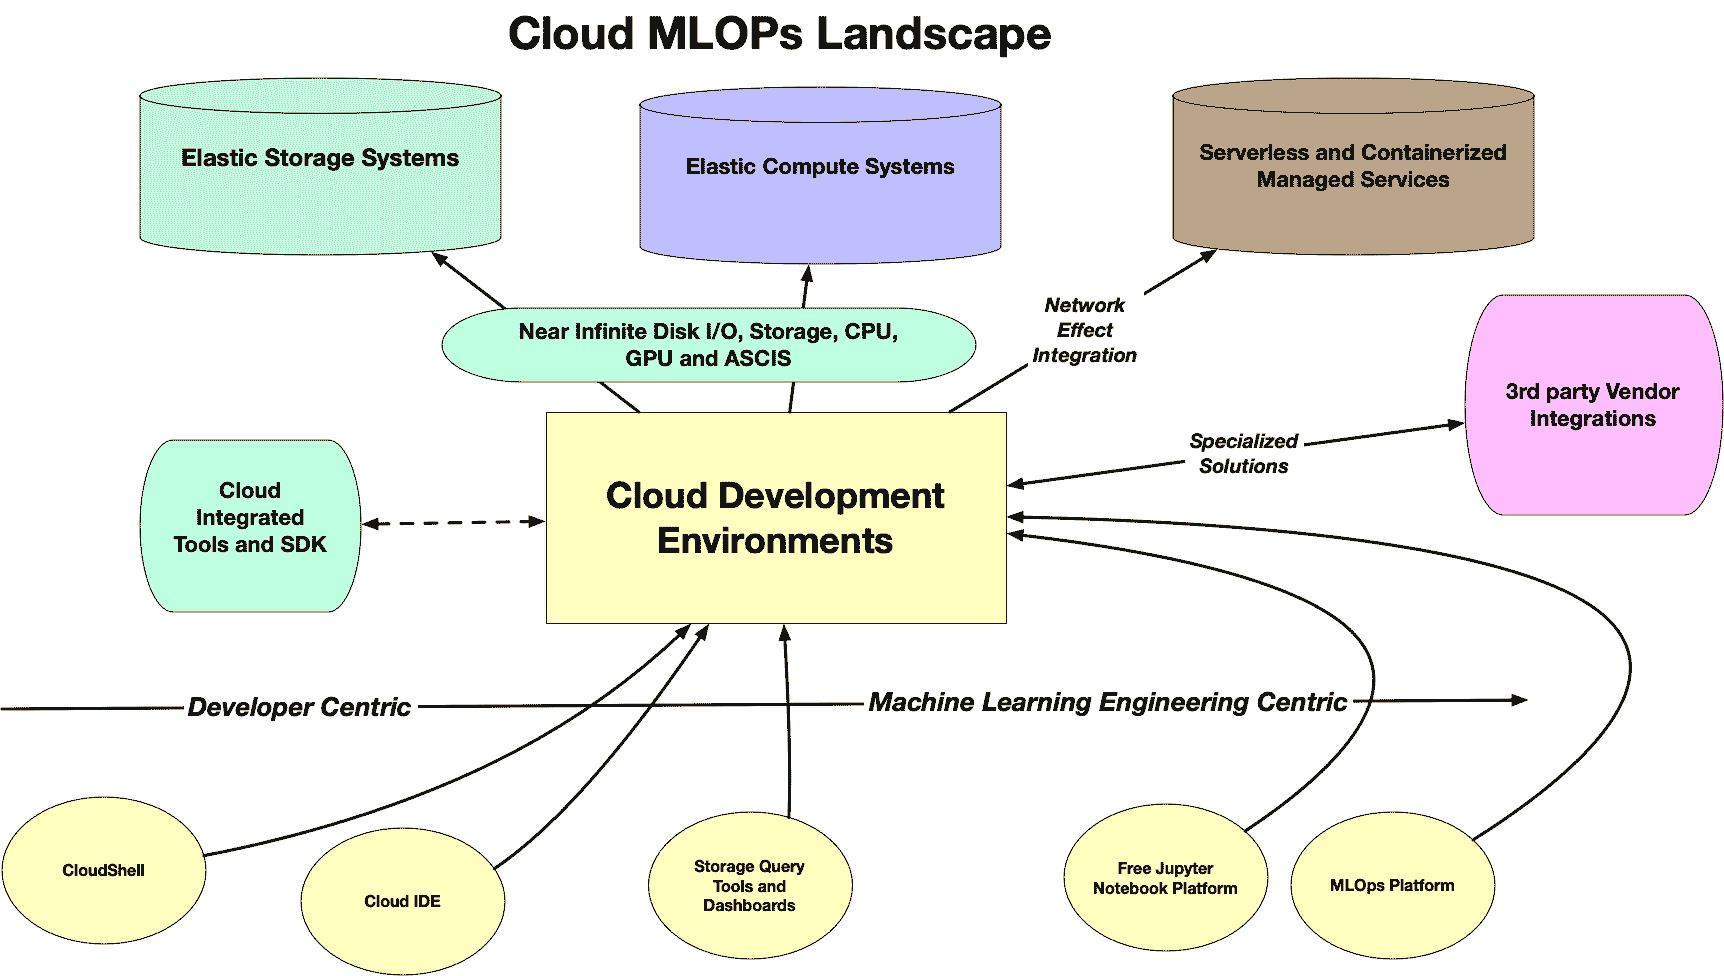 Cloud MLOPs Landscape
Elastic Storage Systems
Elastic Compute Systems
Serverless and Containerized
Managed Services
Near Infinite Disk I/O, Storage, CPU,
GPU and ASCIS
Network
Effect
Integration
3rd party Vendor
Integrations
Specialized
Solutions
Cloud
Integrated
Tools and SDK
Cloud Development
Environments
Developer Centric
Machine Learning Engineering Centric
CloudShell
Cloud IDE
Storage Query
Tools and
Dashboards
Free Jupyter
Notebook Platform
MLOps Platform